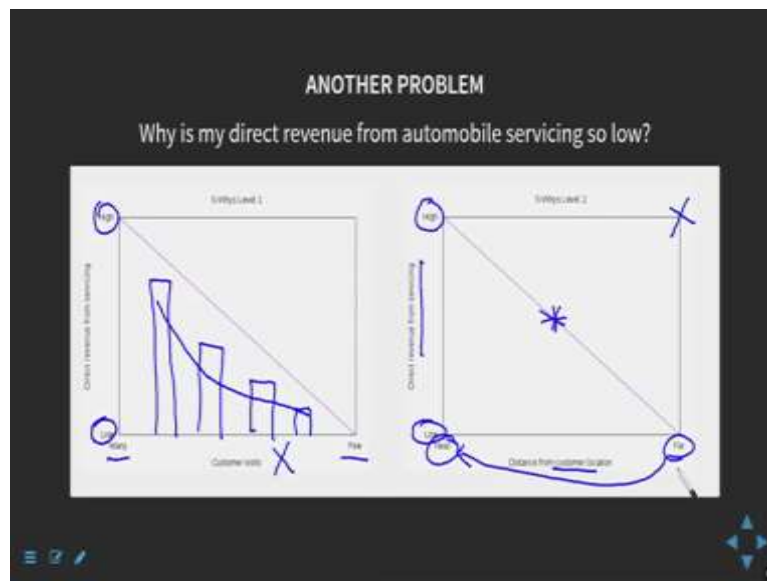 ANOTHER PROBLEM
Why is my direct revenue from automobile servicing so low?
5 Whys Level 1
5 Whys Level 2
High
High
Direct revenue from servicing
Direct revenue from servicing
Low
Low
Many
Few
Near
Far
Customer visits
Distance from customer location